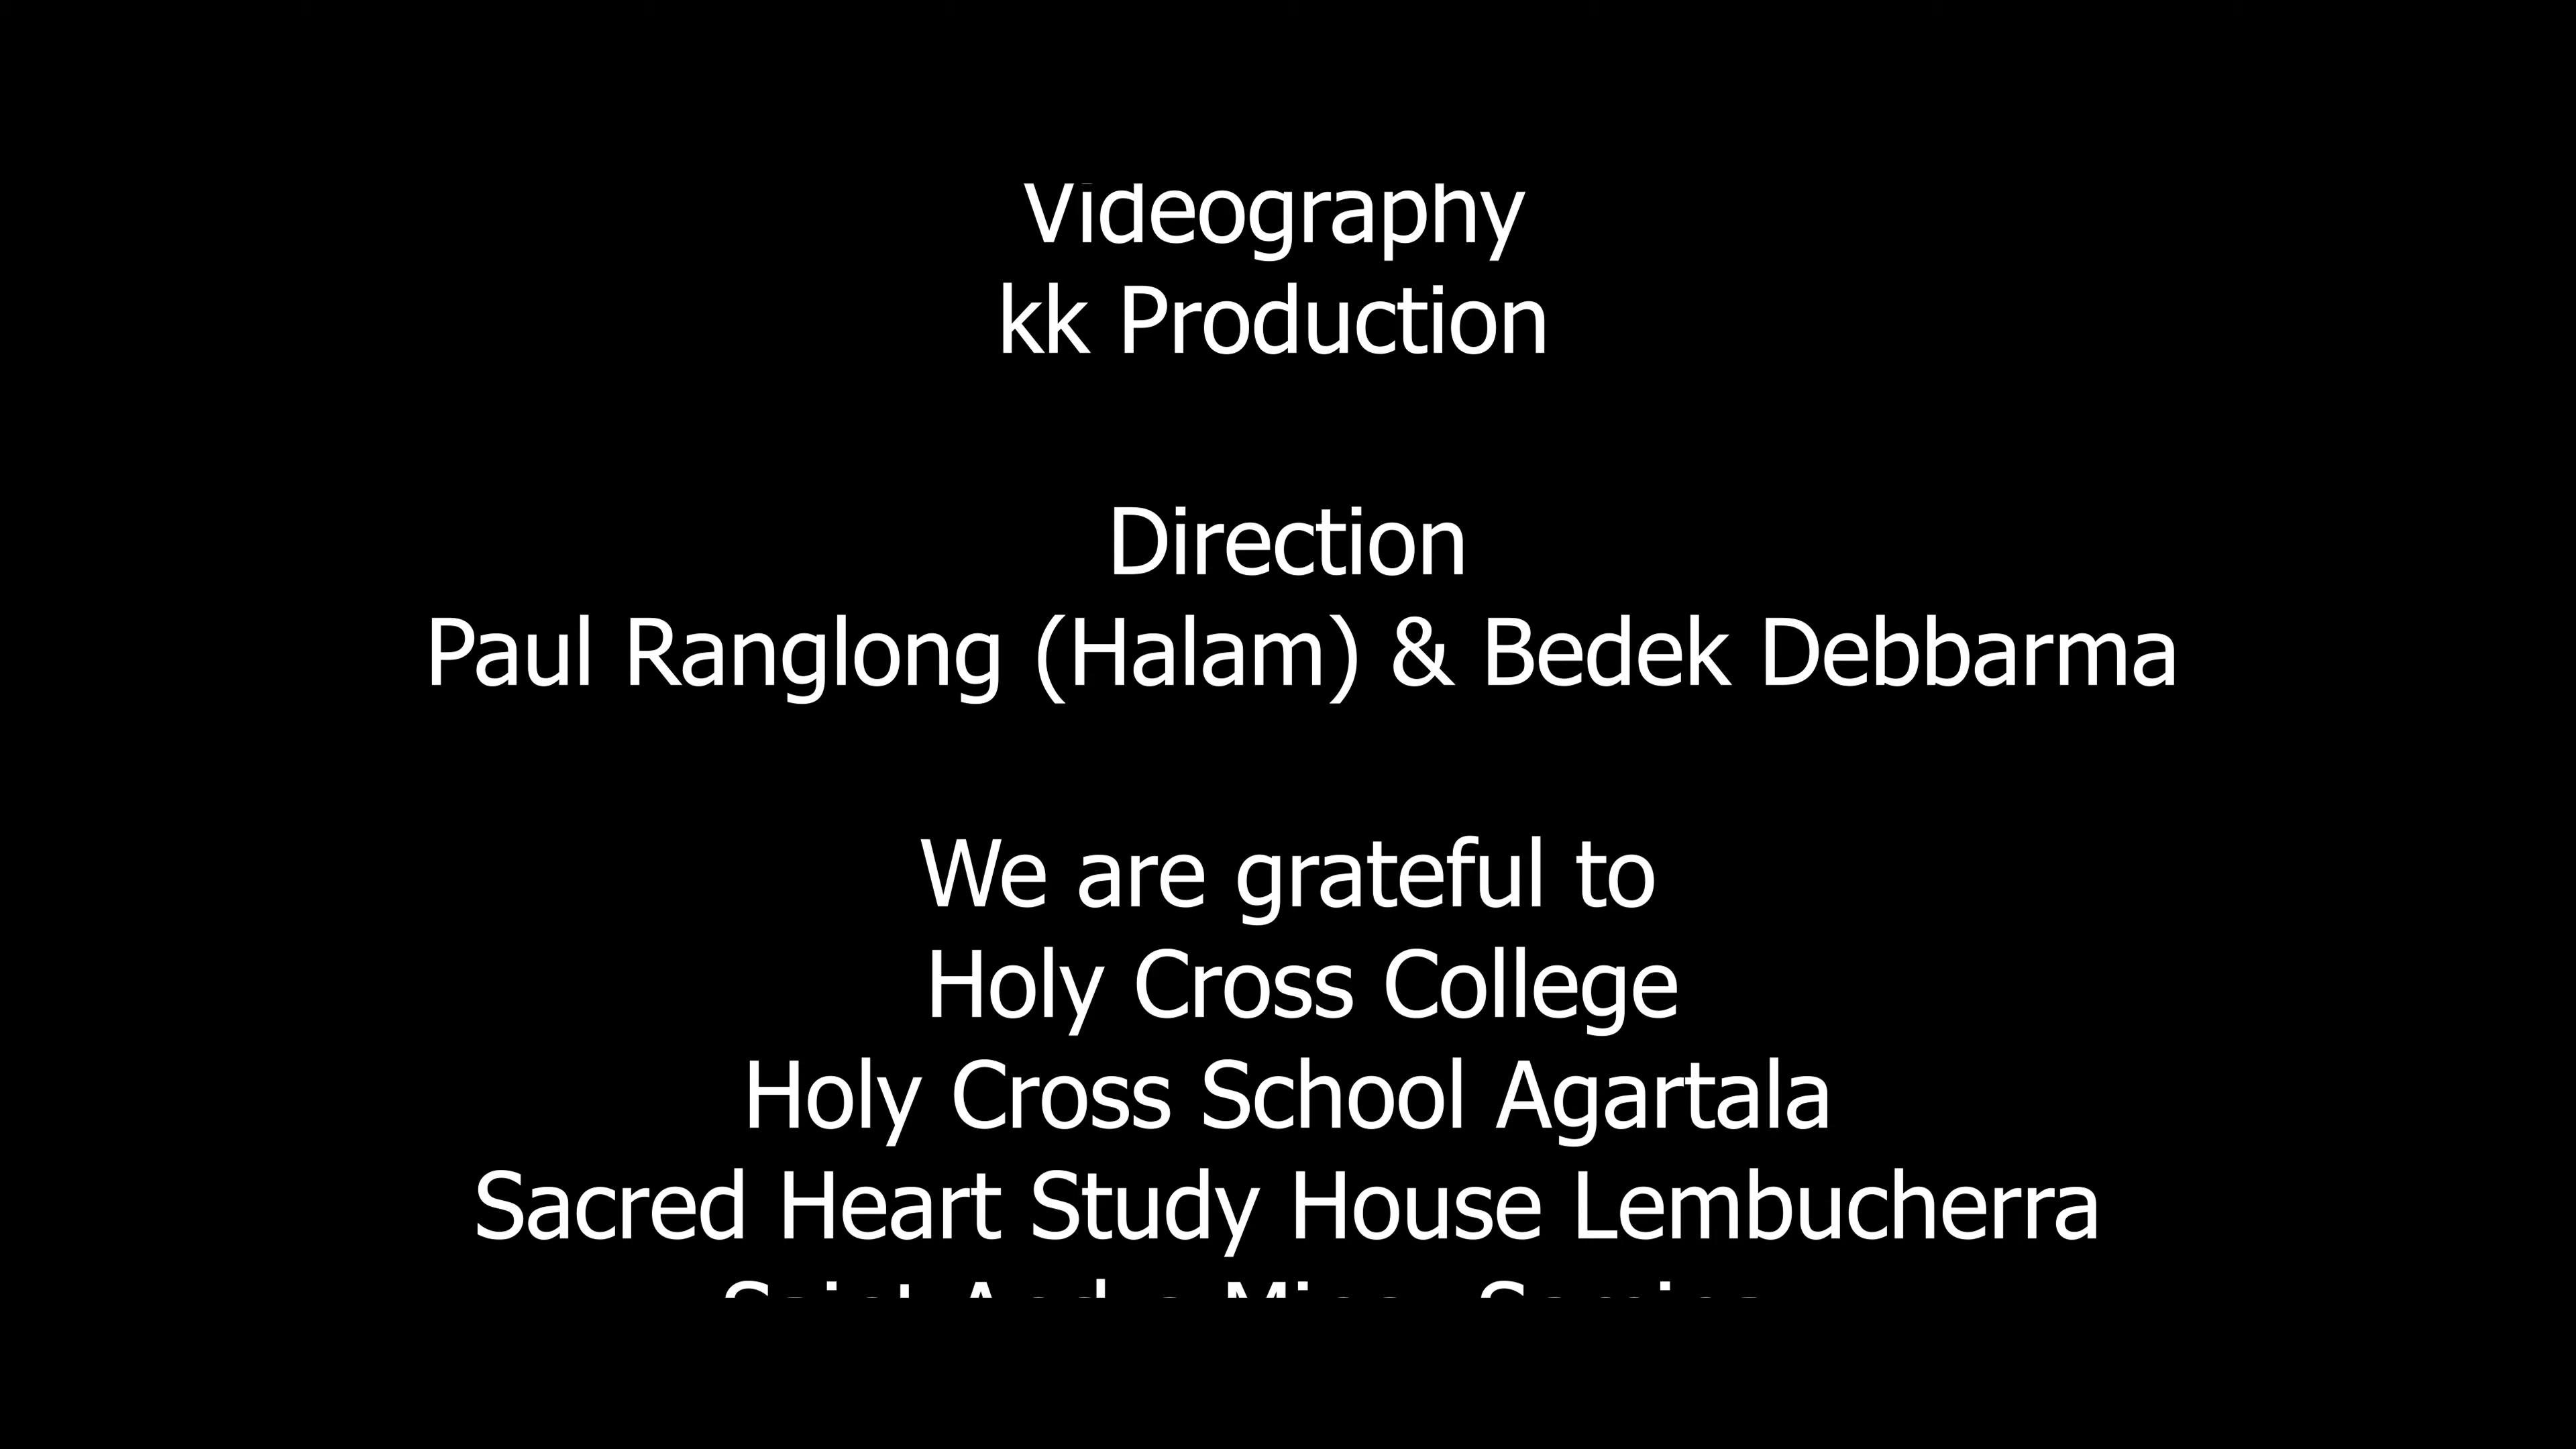 Videography
kk Production
Direction
Paul Ranglong (Halam) & Bedek Debbarma
We are grateful to
Holy Cross College
Holy Cross School Agartala
Sacred Heart Study House Lembucherra